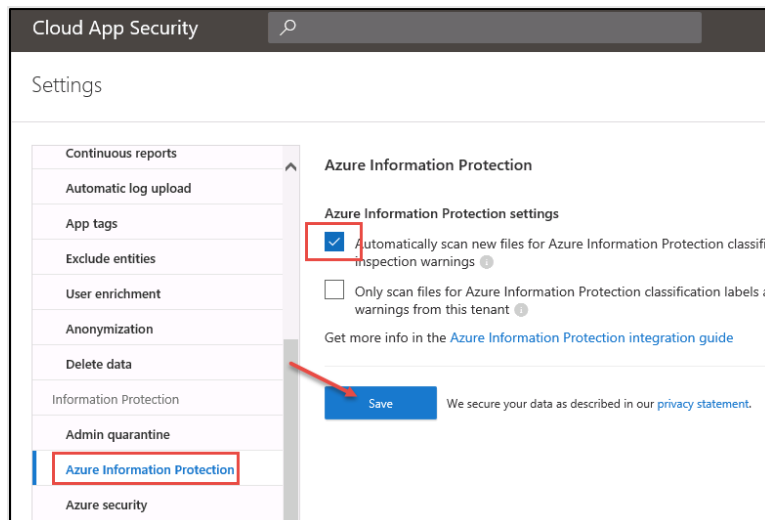 Cloud App Security
Settings
Continuous reports
Automatic log upload
App tags
Exclude entities
User enrichment
Anonymization
Delete data
Information Protection
Admin quarantine
Azure Information Protection
Azure security
Azure Information Protection
Azure Information Protection settings
Automatically scan new files for Azure Information Protection
inspection warnings
Only scan files for Azure Information Protection classification labels
warnings from this tenant
Get more info in the Azure Information Protection integration guide
Save
We secure your data as described in our privacy statement.